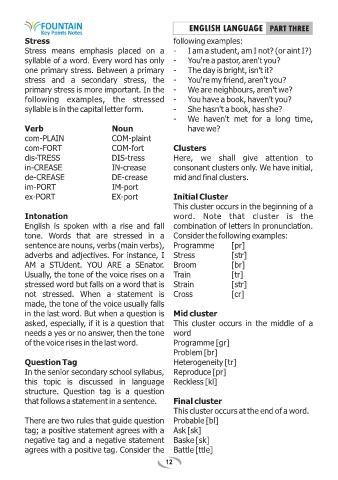 FOUNTAIN
Key Points Notes
ENGLISH LANGUAGE PART THREE
Stress
Stress means emphasis placed on a
syllable of a word. Every word has only
one primary stress. Between a primary
stress and a secondary stress, the
primary stress is more important. In the
following examples, the stressed
syllable is in the capital letter form.
Verb Noun
com-PLAIN COM-plaint
com-FORT COM-fort
dis-TRESS DIS-tress
in-CREASE IN-crease
de-CREASE DE-crease
im-PORT IM-port
ex-PORT EX-port
Intonation
English is spoken with a rise and fall
tone. Words that are stressed in a
sentence are nouns, verbs (main verbs),
adverbs and adjectives. For instance, I
AM a STUdent. YOU ARE a SEnator.
Usually, the tone of the voice rises on a
stressed word but falls on a word that is
not stressed. When a statement is
made, the tone of the voice usually falls
in the last word. But when a question is
asked, especially, if it is a question that
needs a yes or no answer, then the tone
of the voice rises in the last word.
Question Tag
In the senior secondary school syllabus,
this topic is discussed in language
structure. Question tag is a question
that follows a statement in a sentence.
There are two rules that guide question
tag; a positive statement agrees with a
negative tag and a negative statement
agrees with a positive tag. Consider the
following examples:
- I am a student, am I not? (or aint I?)
- You're a pastor, aren't you?
- The day is bright, isn't it?
- You're my friend, aren't you?
- We are neighbours, aren't we?
- You have a book, haven't you?
- She hasn't a book, has she?
- We haven't met for a long time,
have we?
Clusters
Here, we shall give attention to
consonant clusters only. We have initial,
mid and final clusters.
Initial Cluster
This cluster occurs in the beginning of a
word. Note that cluster is the
combination of letters in pronunciation.
Consider the following examples:
Programme [pr]
Stress [str]
Broom [br]
Train [tr]
Strain [str]
Cross [cr]
Mid cluster
This cluster occurs in the middle of a
word
Programme [gr]
Problem [br]
Heterogeneity [tr]
Reproduce [pr]
Reckless [kl]
Final cluster
This cluster occurs at the end of a word.
Probable [bl]
Ask [sk]
Baske [sk]
Battle [ttle]
12